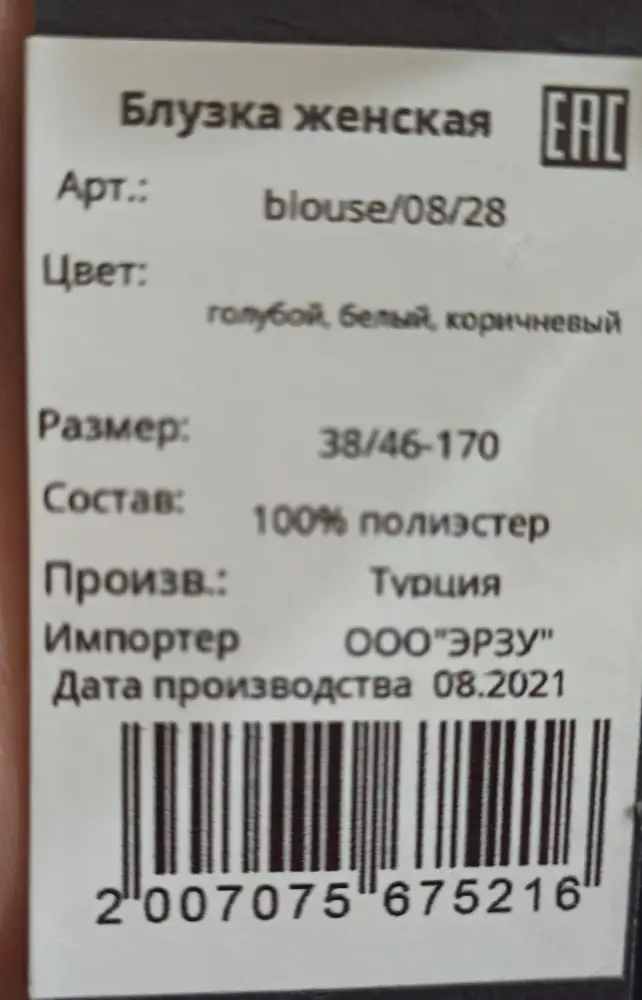 Блузка женская
EAC
Арт.: blouse/08/28
Цвет:
голубой, белый, коричневый
Размер: 38/46-170
Состав: 100% полиэстер
Произв.: Турция
Импортер ООО"ЭРЗУ"
Дата производства 08.2021
2 007075 675216